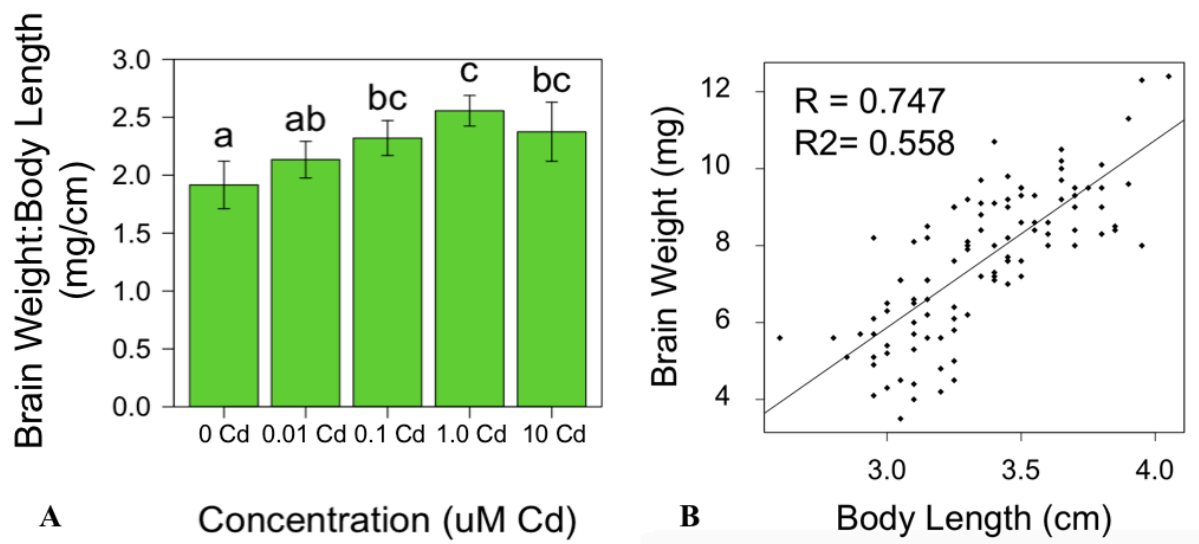 Brain Weight:Body Length
(mg/cm)
3.0
2.5
2.0
1.5
1.0
0.5
0.0
a
ab
bc
c
bc
0 Cd 0.01 Cd 0.1 Cd 1.0 Cd 10 Cd
Concentration (uM Cd)
A
Brain Weight (mg)
12
10
8
6
4
R = 0.747
R2= 0.558
3.0 3.5 4.0
Body Length (cm)
B